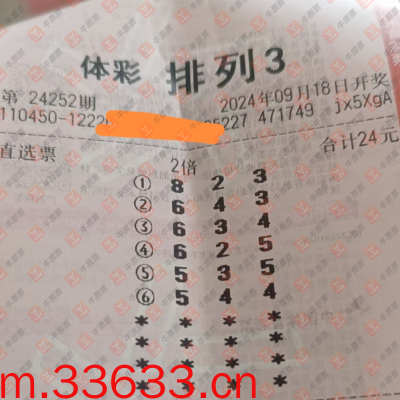 体彩 排列3
第 24252期 2024年09月18日开奖
110450-1222 5227 471749 jx5XgA
直选票 2倍 合计24元
① 8 2 3
② 6 4 3
③ 6 3 4
④ 6 2 5
⑤ 5 3 5
⑥ 5 4 4
* * * *
* * * *
* * * *
* * * *
m.33633.cn